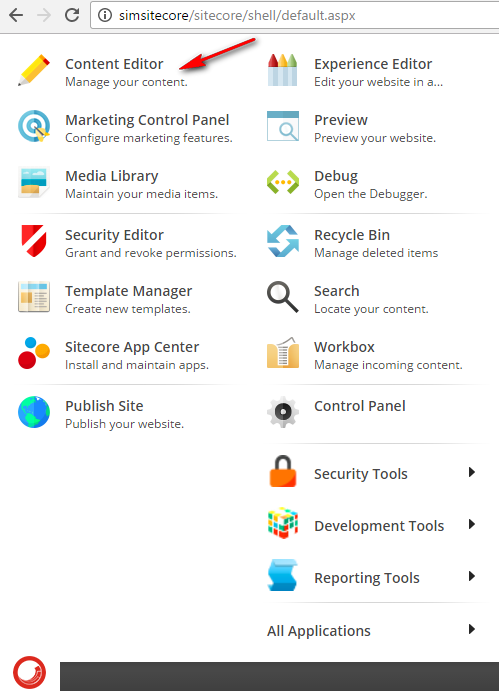 simsitecore/sitecore/shell/default.aspx
Content Editor
Manage your content.
Marketing Control Panel
Configure marketing features.
Media Library
Maintain your media items.
Security Editor
Grant and revoke permissions.
Template Manager
Create new templates.
Sitecore App Center
Install and maintain apps.
Publish Site
Publish your website.
Experience Editor
Edit your website in a...
Preview
Preview your website.
Debug
Open the Debugger.
Recycle Bin
Manage deleted items
Search
Locate your content.
Workbox
Manage incoming content.
Control Panel
Security Tools
Development Tools
Reporting Tools
All Applications